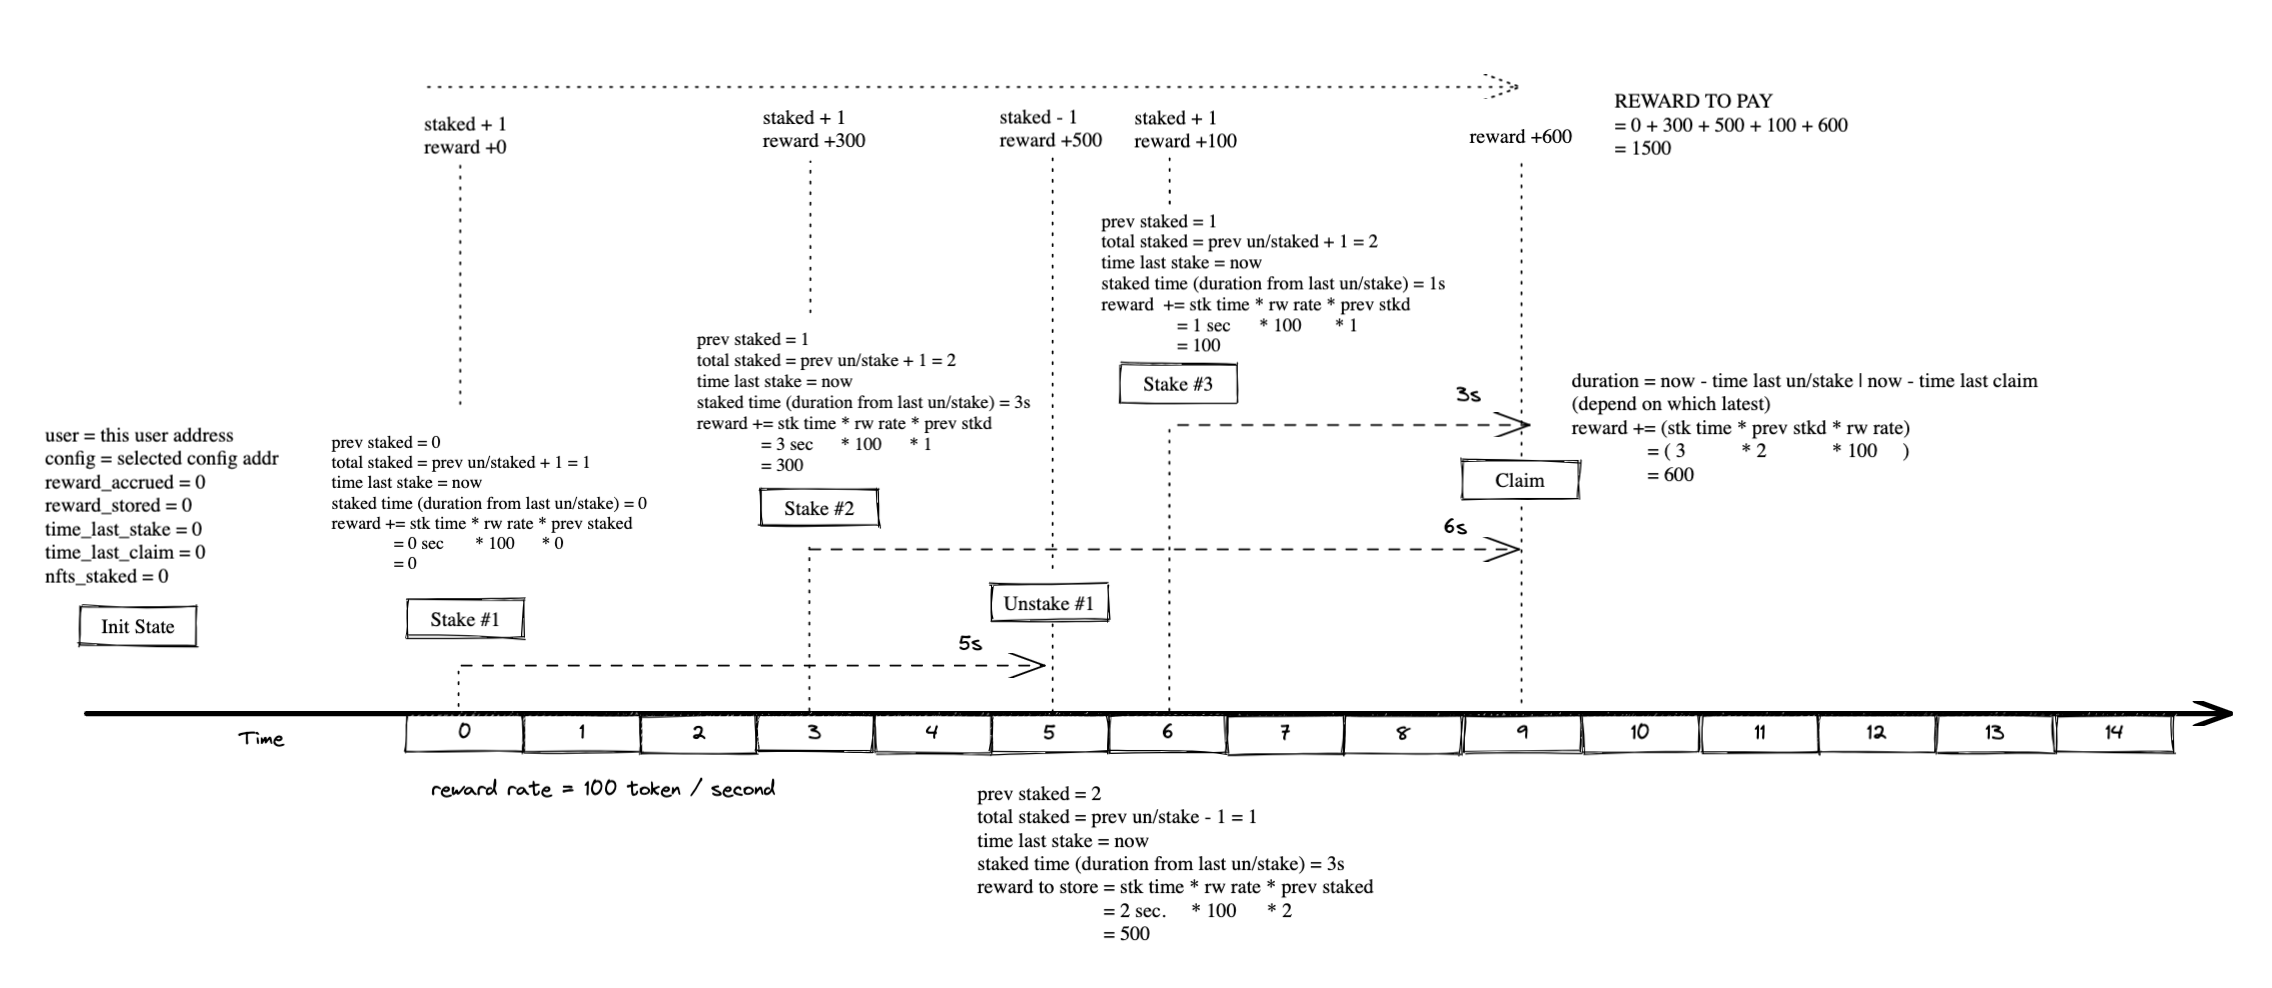 staked + 1
reward +0
staked + 1
reward +300
staked - 1
reward +500
staked + 1
reward +100
reward +600
REWARD TO PAY
= 0 + 300 + 500 + 100 + 600
= 1500
user = this user address
config = selected config addr
reward_accrued = 0
reward_stored = 0
time_last_stake = 0
time_last_claim = 0
nfts_staked = 0
Init State
prev staked = 0
total staked = prev un/staked + 1 = 1
time last stake = now
staked time (duration from last un/stake) = 0
reward += stk time * rw rate * prev staked
= 0 sec * 100 * 0
= 0
Stake #1
prev staked = 1
total staked = prev un/stake + 1 = 2
time last stake = now
staked time (duration from last un/stake) = 3s
reward += stk time * rw rate * prev stkd
= 3 sec * 100 * 1
= 300
Stake #2
prev staked = 1
total staked = prev un/staked + 1 = 2
time last stake = now
staked time (duration from last un/stake) = 1s
reward += stk time * rw rate * prev stkd
= 1 sec * 100 * 1
= 100
Stake #3
3s
duration = now - time last un/stake | now - time last claim
(depend on which latest)
reward += (stk time * prev stkd * rw rate)
= ( 3 * 2 * 100 )
= 600
Claim
6s
Unstake #1
5s
Time
0 1 2 3 4 5 6 7 8 9 10 11 12 13 14
reward rate = 100 token / second
prev staked = 2
total staked = prev un/stake - 1 = 1
time last stake = now
staked time (duration from last un/stake) = 3s
reward to store = stk time * rw rate * prev staked
= 2 sec. * 100 * 2
= 500